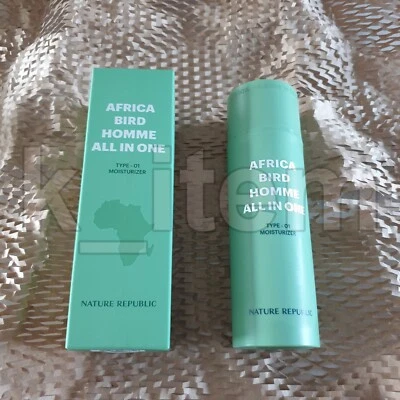 AFRICA
BIRD
HOMME
ALL IN ONE
TYPE - 01
MOISTURIZER
NATURE REPUBLIC
AFRICA
BIRD
HOMME
ALL IN ONE
TYPE - 01
MOISTURIZER
NATURE REPUBLIC
k_item